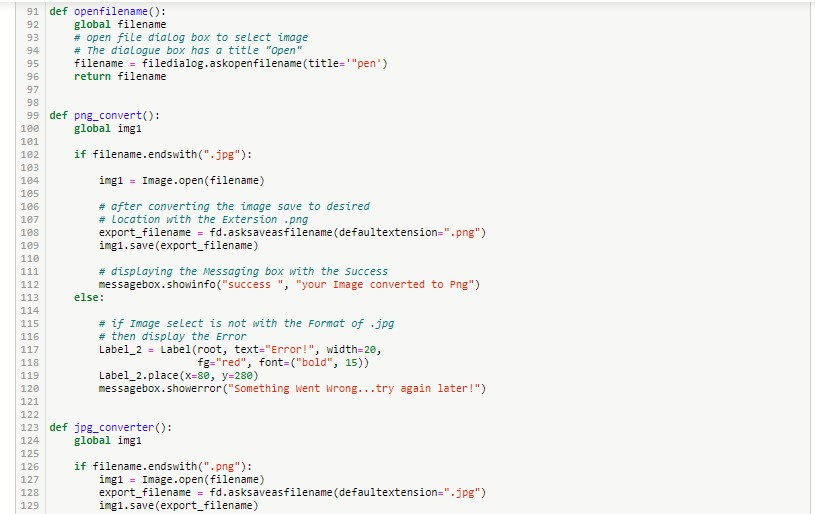 91 def openfilename():
92     global filename
93     # open file dialog box to select image
94     # The dialogue box has a title "Open"
95     filename = filedialog.askopenfilename(title='"pen')
96     return filename
97
98
99 def png_convert():
100     global img1
101
102     if filename.endswith(".jpg"):
103
104         img1 = Image.open(filename)
105
106         # after converting the image save to desired
107         # Location with the Extersion .png
108         export_filename = fd.asksaveasfilename(defaultextension=".png")
109         img1.save(export_filename)
110
111         # displaying the Messaging box with the Success
112         messagebox.showinfo("success ", "your Image converted to Png")
113     else:
114
115         # if Image select is not with the Format of .jpg
116         # then display the Error
117         Label_2 = Label(root, text="Error!", width=20,
118                         fg="red", font=("bold", 15))
119         Label_2.place(x=80, y=280)
120         messagebox.showerror("Something Went Wrong...try again later!")
121
122
123 def jpg_converter():
124     global img1
125
126     if filename.endswith(".png"):
127         img1 = Image.open(filename)
128         export_filename = fd.asksaveasfilename(defaultextension=".jpg")
129         img1.save(export_filename)